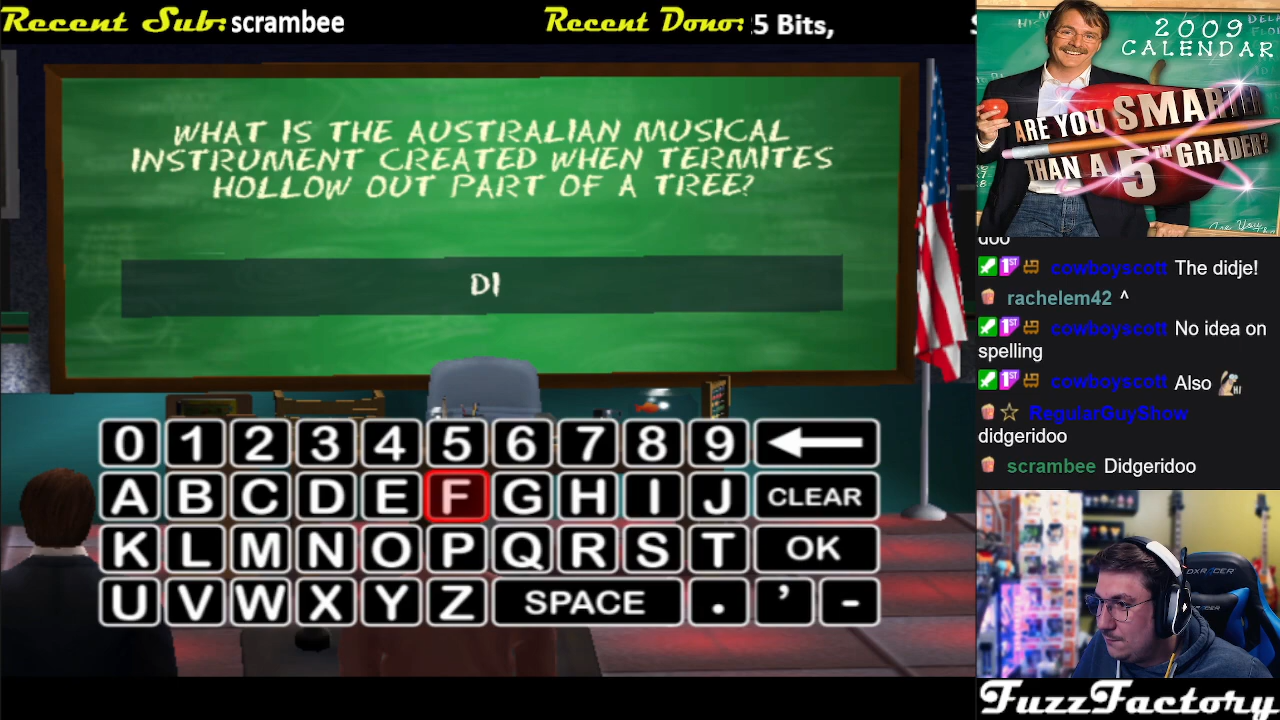 Recent Sub: scrambee
Recent Dono: 5 Bits,
WHAT IS THE AUSTRALIAN MUSICAL
INSTRUMENT CREATED WHEN TERMITES
HOLLOW OUT PART OF A TREE?
DI
0 1 2 3 4 5 6 7 8 9
A B C D E F G H I J CLEAR
K L M N O P Q R S T OK
U V W X Y Z SPACE . ' -
2009
CALENDAR
ARE YOU SMARTER
THAN A 5TH GRADER?
doo
cowboyscott The didje!
rachelem42 ^
cowboyscott No idea on
spelling
cowboyscott Also
RegularGuyShow
didgeridoo
scrambee Didgeridoo
DXRACER
FuzzFactory